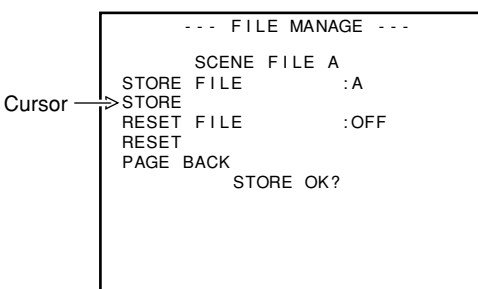 --- FILE MANAGE ---
SCENE FILE A
STORE FILE :A
Cursor STORE
RESET FILE :OFF
RESET
PAGE BACK
STORE OK?